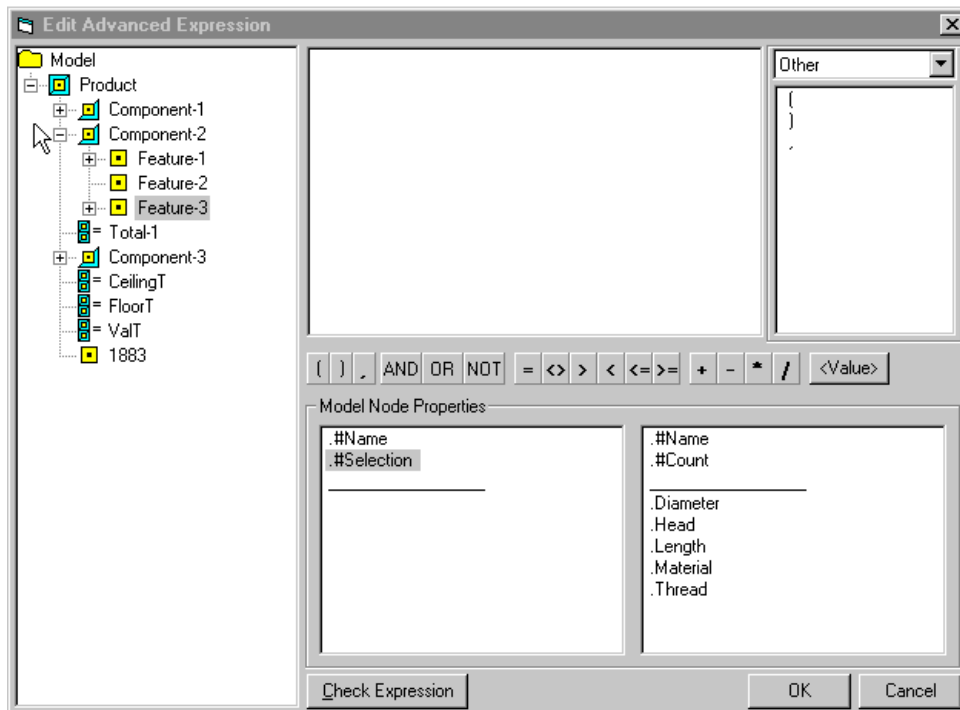 Edit Advanced Expression
Model
Product
Component-1
Component-2
Feature-1
Feature-2
Feature-3
= Total-1
Component-3
= CeilingT
= FloorT
= ValT
1883
Other
(
)
,
( ) , AND OR NOT = <> > < <= >= + - * / <Value>
Model Node Properties
.#Name
.#Selection
.#Name
.#Count
.Diameter
.Head
.Length
.Material
.Thread
Check Expression
OK
Cancel